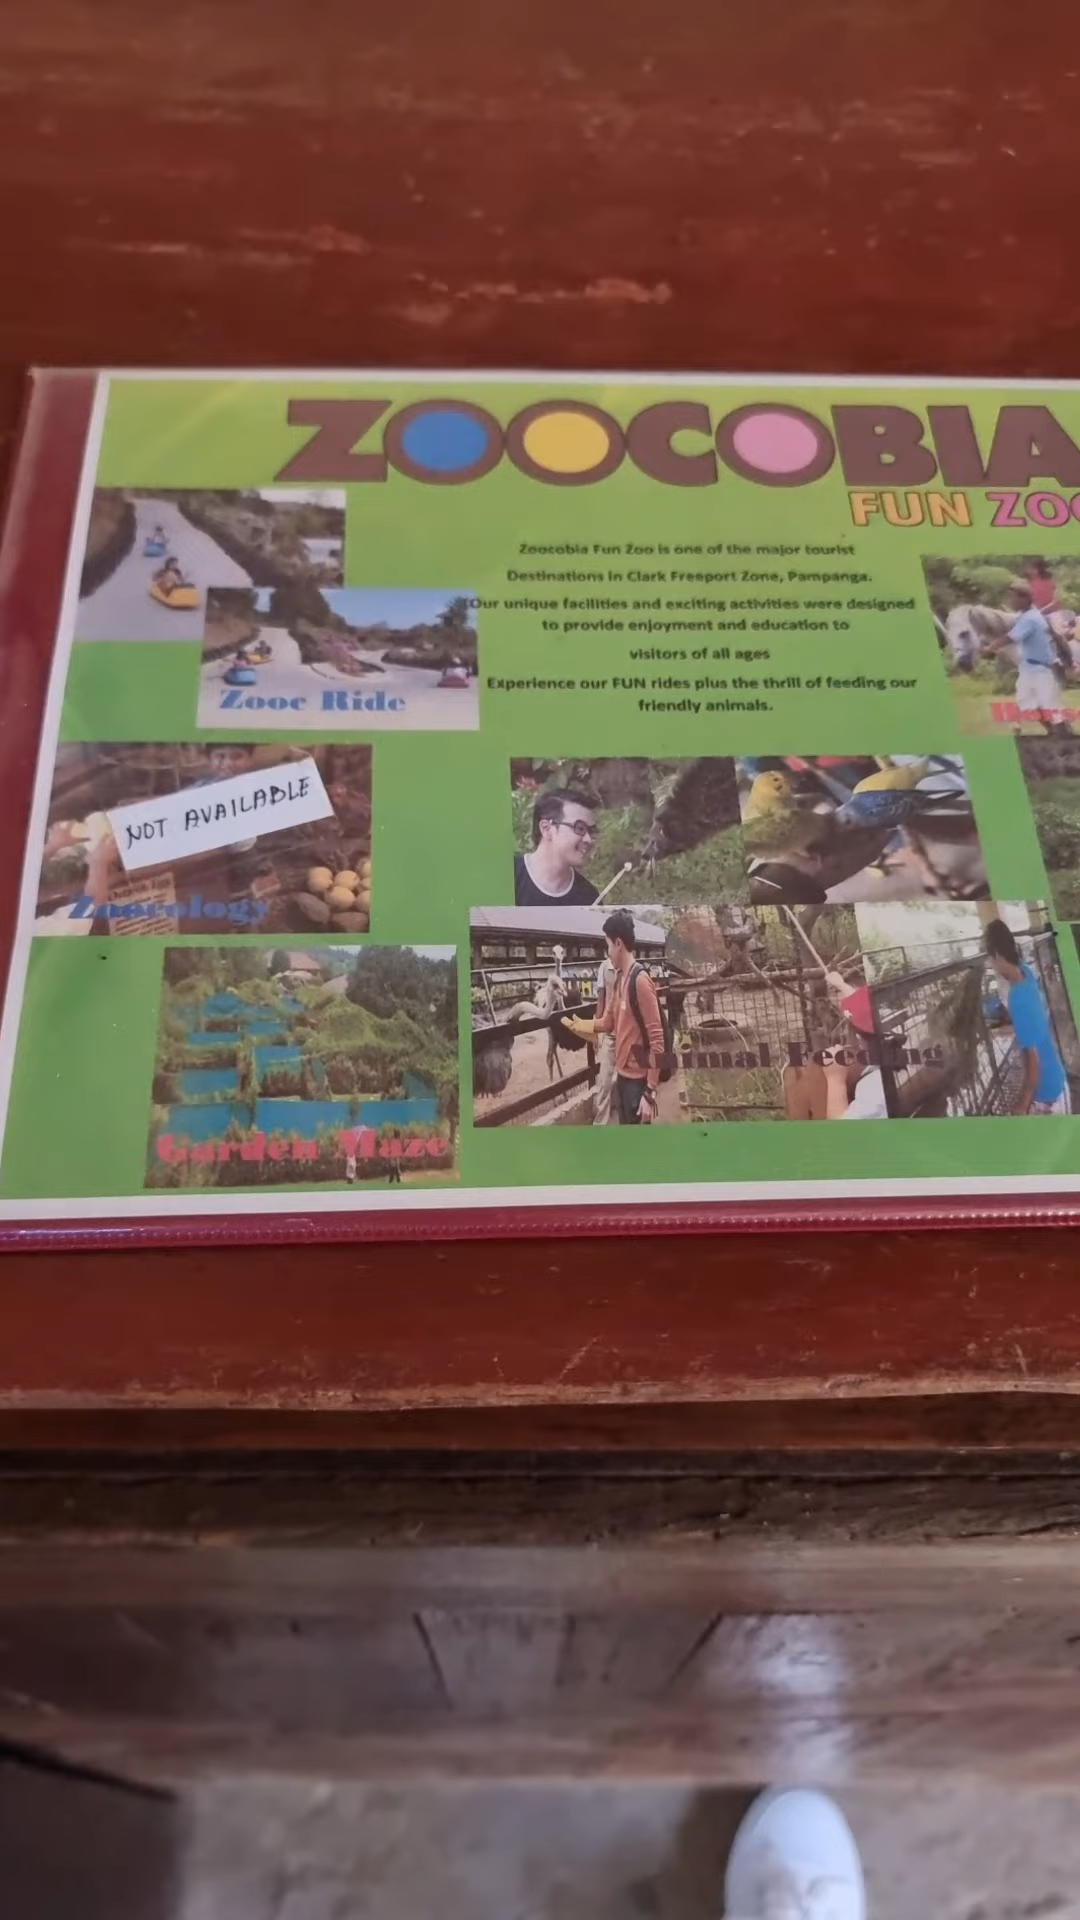 ZOOCOBIA
FUN ZOO
Zoocobia Fun Zoo is one of the major tourist
Destinations in Clark Freeport Zone, Pampanga.
Our unique facilities and exciting activities were designed
to provide enjoyment and education to
visitors of all ages
Experience our FUN rides plus the thrill of feeding our
friendly animals.
Zooc Ride
NOT AVAILABLE
Zoocology
Animal Feeding
Garden Maze